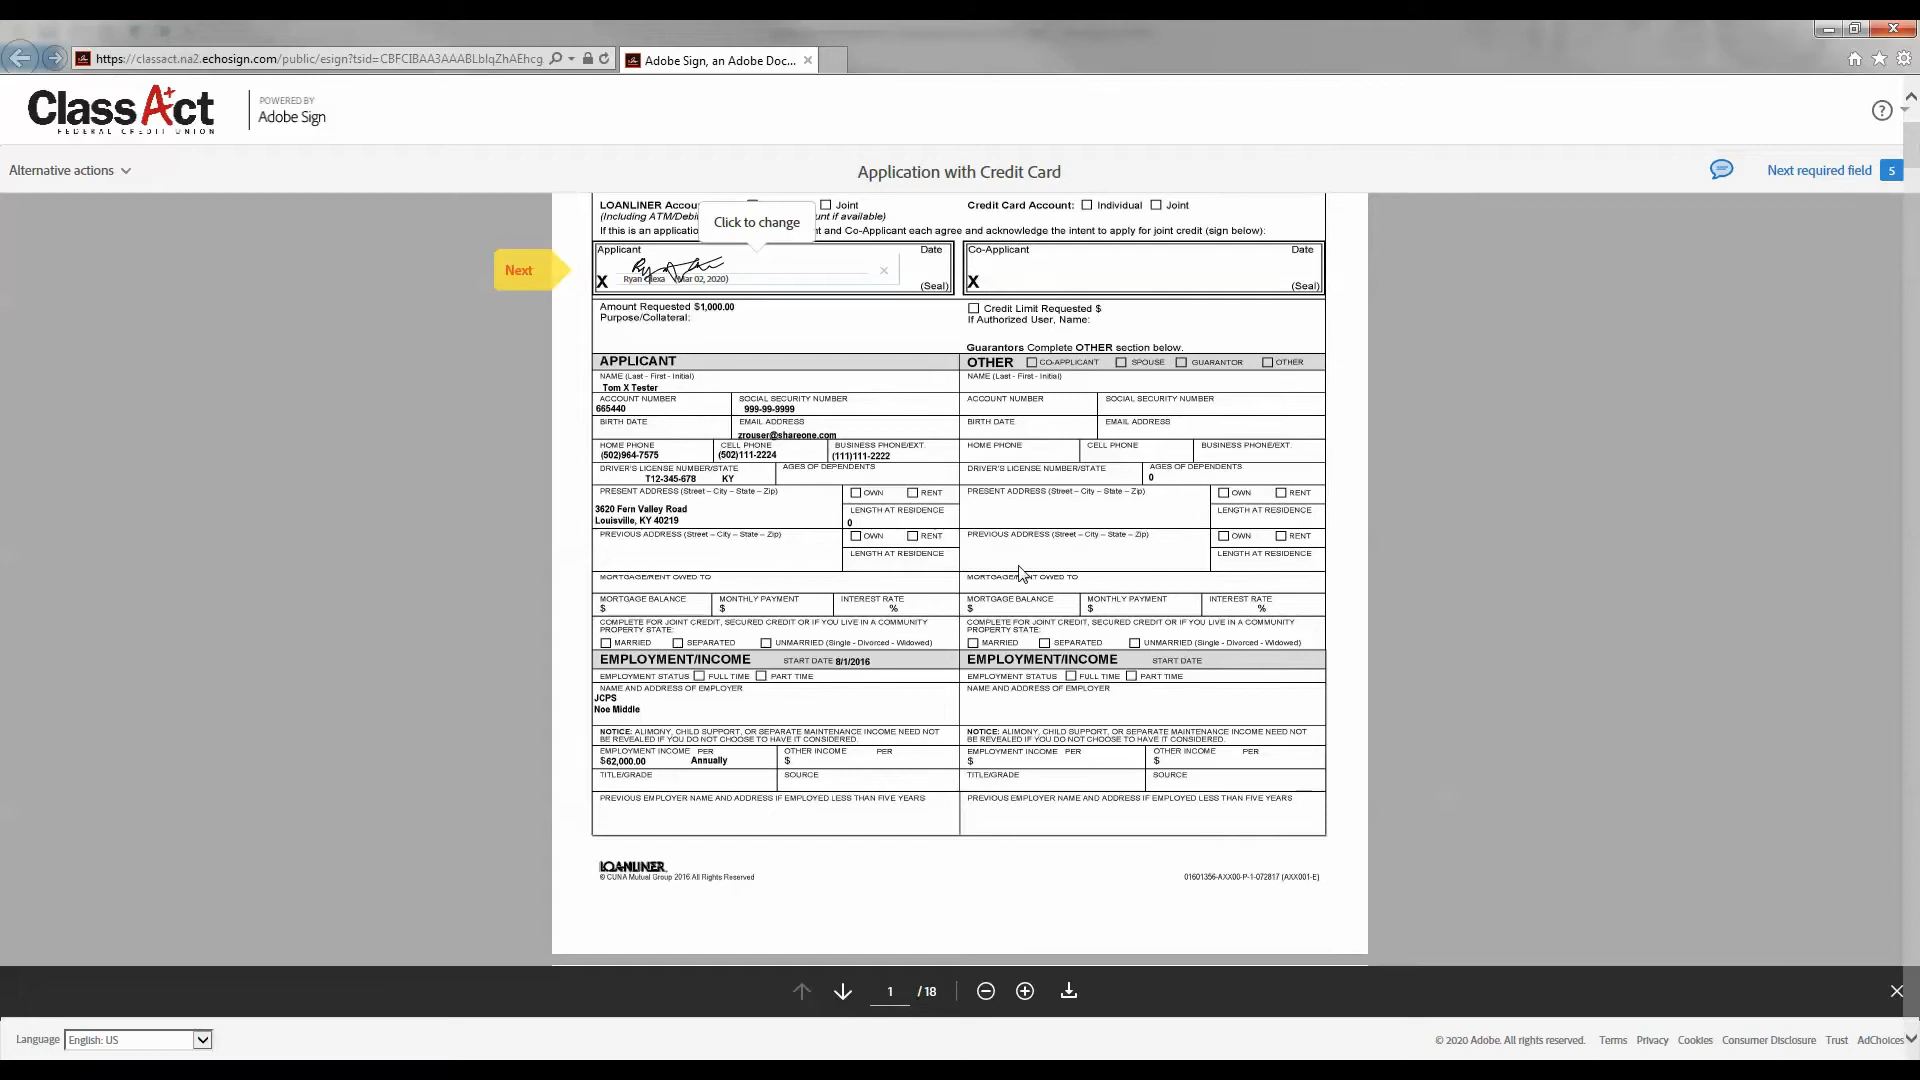 https://classact.na2.echosign.com/public/esign?tsid=CBFCIBAA3AAABLblqZhAEhcg
Adobe Sign, an Adobe Doc...
Class Act
FEDERAL CREDIT UNION
POWERED BY
Adobe Sign
Alternative actions
Application with Credit Card
Next required field 5
LOANLINER Accou Joint
Credit Card Account: Individual Joint
(Including ATM/Debi unt if available)
If this is an application nt and Co-Applicant each agree and acknowledge the intent to apply for joint credit (sign below):
Click to change
Next
Applicant Date
X
Ryan (Mar 02, 2020)
(Seal)
Co-Applicant Date
X
(Seal)
Amount Requested $1,000.00
Purpose/Collateral:
Credit Limit Requested $
If Authorized User, Name:
Guarantors Complete OTHER section below.
APPLICANT
OTHER CO-APPLICANT SPOUSE GUARANTOR OTHER
NAME (Last - First - Initial)
Tom X Tester
NAME (Last - First - Initial)
ACCOUNT NUMBER SOCIAL SECURITY NUMBER
665440 999-99-9999
ACCOUNT NUMBER SOCIAL SECURITY NUMBER
BIRTH DATE EMAIL ADDRESS
zrouser@shareone.com
BIRTH DATE EMAIL ADDRESS
HOME PHONE CELL PHONE BUSINESS PHONE/EXT.
(502)964-7575 (502)111-2224 (111)111-2222
HOME PHONE CELL PHONE BUSINESS PHONE/EXT.
DRIVER'S LICENSE NUMBER/STATE AGES OF DEPENDENTS
T12-345-678 KY
DRIVER'S LICENSE NUMBER/STATE AGES OF DEPENDENTS
0
PRESENT ADDRESS (Street – City – State – Zip) OWN RENT
3620 Fern Valley Road
Louisville, KY 40219
LENGTH AT RESIDENCE
0
PRESENT ADDRESS (Street – City – State – Zip) OWN RENT
LENGTH AT RESIDENCE
PREVIOUS ADDRESS (Street – City – State – Zip) OWN RENT
LENGTH AT RESIDENCE
PREVIOUS ADDRESS (Street – City – State – Zip) OWN RENT
LENGTH AT RESIDENCE
MORTGAGE/RENT OWED TO
MORTGAGE/RENT OWED TO
MORTGAGE BALANCE MONTHLY PAYMENT INTEREST RATE
$ $ %
MORTGAGE BALANCE MONTHLY PAYMENT INTEREST RATE
$ $ %
COMPLETE FOR JOINT CREDIT, SECURED CREDIT OR IF YOU LIVE IN A COMMUNITY
PROPERTY STATE:
MARRIED SEPARATED UNMARRIED (Single - Divorced - Widowed)
COMPLETE FOR JOINT CREDIT, SECURED CREDIT OR IF YOU LIVE IN A COMMUNITY
PROPERTY STATE:
MARRIED SEPARATED UNMARRIED (Single - Divorced - Widowed)
EMPLOYMENT/INCOME START DATE 8/1/2016
EMPLOYMENT/INCOME START DATE
EMPLOYMENT STATUS FULL TIME PART TIME
EMPLOYMENT STATUS FULL TIME PART TIME
NAME AND ADDRESS OF EMPLOYER
JCPS
Noe Middle
NAME AND ADDRESS OF EMPLOYER
NOTICE: ALIMONY, CHILD SUPPORT, OR SEPARATE MAINTENANCE INCOME NEED NOT
BE REVEALED IF YOU DO NOT CHOOSE TO HAVE IT CONSIDERED.
NOTICE: ALIMONY, CHILD SUPPORT, OR SEPARATE MAINTENANCE INCOME NEED NOT
BE REVEALED IF YOU DO NOT CHOOSE TO HAVE IT CONSIDERED.
EMPLOYMENT INCOME PER OTHER INCOME PER
$62,000.00 Annually $
EMPLOYMENT INCOME PER OTHER INCOME PER
$ $
TITLE/GRADE SOURCE
TITLE/GRADE SOURCE
PREVIOUS EMPLOYER NAME AND ADDRESS IF EMPLOYED LESS THAN FIVE YEARS
PREVIOUS EMPLOYER NAME AND ADDRESS IF EMPLOYED LESS THAN FIVE YEARS
LOANLINER.
© CUNA Mutual Group 2016 All Rights Reserved
01601356-AXX00-P-1-072817 (AXX001-E)
1 / 18
Language English: US
© 2020 Adobe. All rights reserved. Terms Privacy Cookies Consumer Disclosure Trust AdChoices